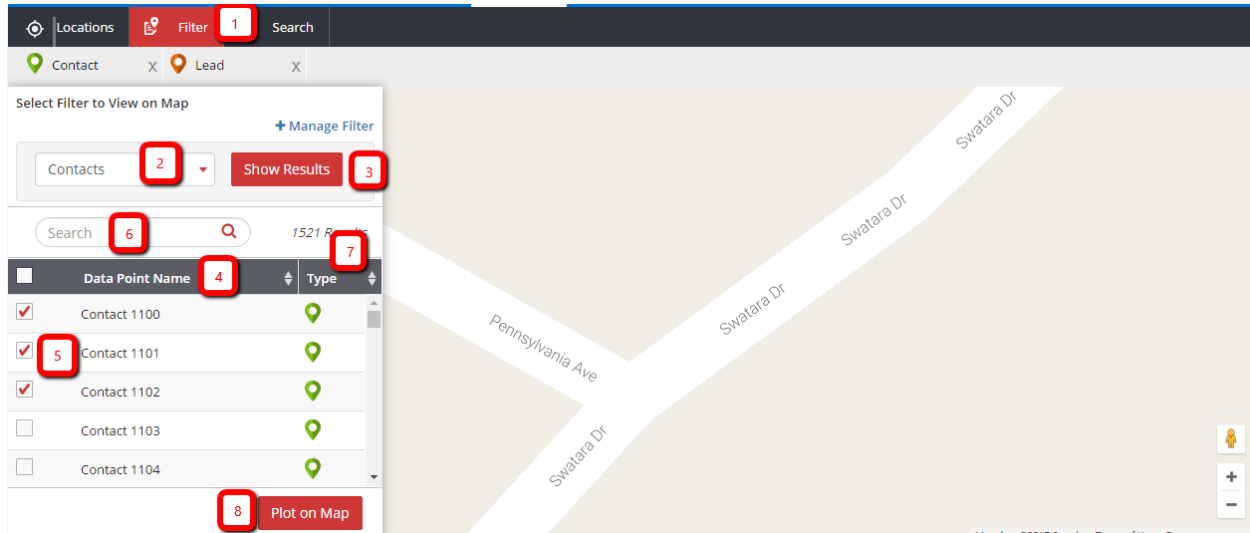 Locations Filter 1 Search
Contact X Lead X
Select Filter to View on Map
+ Manage Filter
Contacts 2 Show Results 3
Search 6 1521
7
Data Point Name 4 Type
Contact 1100
5 Contact 1101
Contact 1102
Contact 1103
Contact 1104
8 Plot on Map
Swatara Dr
Swatara Dr
Swatara Dr
Pennsylvania Ave
Swatara Dr
+
−